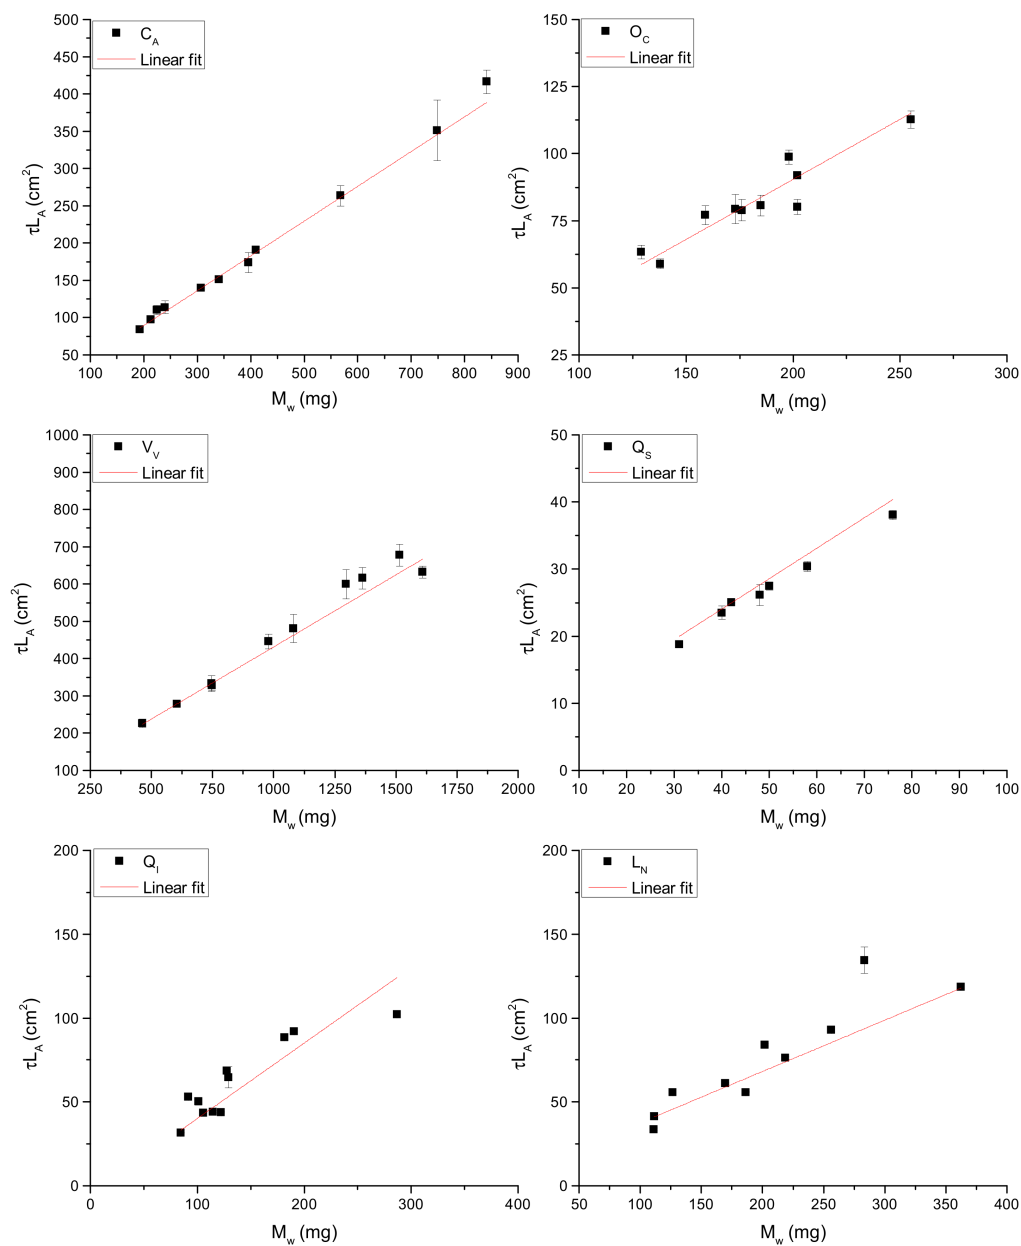 500
450
400
350
300
250
200
150
100
50
τL_A (cm²)
C_A
Linear fit
100 200 300 400 500 600 700 800 900
M_w (mg)
150
125
100
75
50
25
τL_A (cm²)
O_C
Linear fit
100 150 200 250 300
M_w (mg)
1000
900
800
700
600
500
400
300
200
100
τL_A (cm²)
V_V
Linear fit
250 500 750 1000 1250 1500 1750 2000
M_w (mg)
50
40
30
20
10
0
τL_A (cm²)
Q_S
Linear fit
10 20 30 40 50 60 70 80 90 100
M_w (mg)
200
150
100
50
0
τL_A (cm²)
Q_I
Linear fit
0 100 200 300 400
M_w (mg)
200
150
100
50
0
τL_A (cm²)
L_N
Linear fit
50 100 150 200 250 300 350 400
M_w (mg)